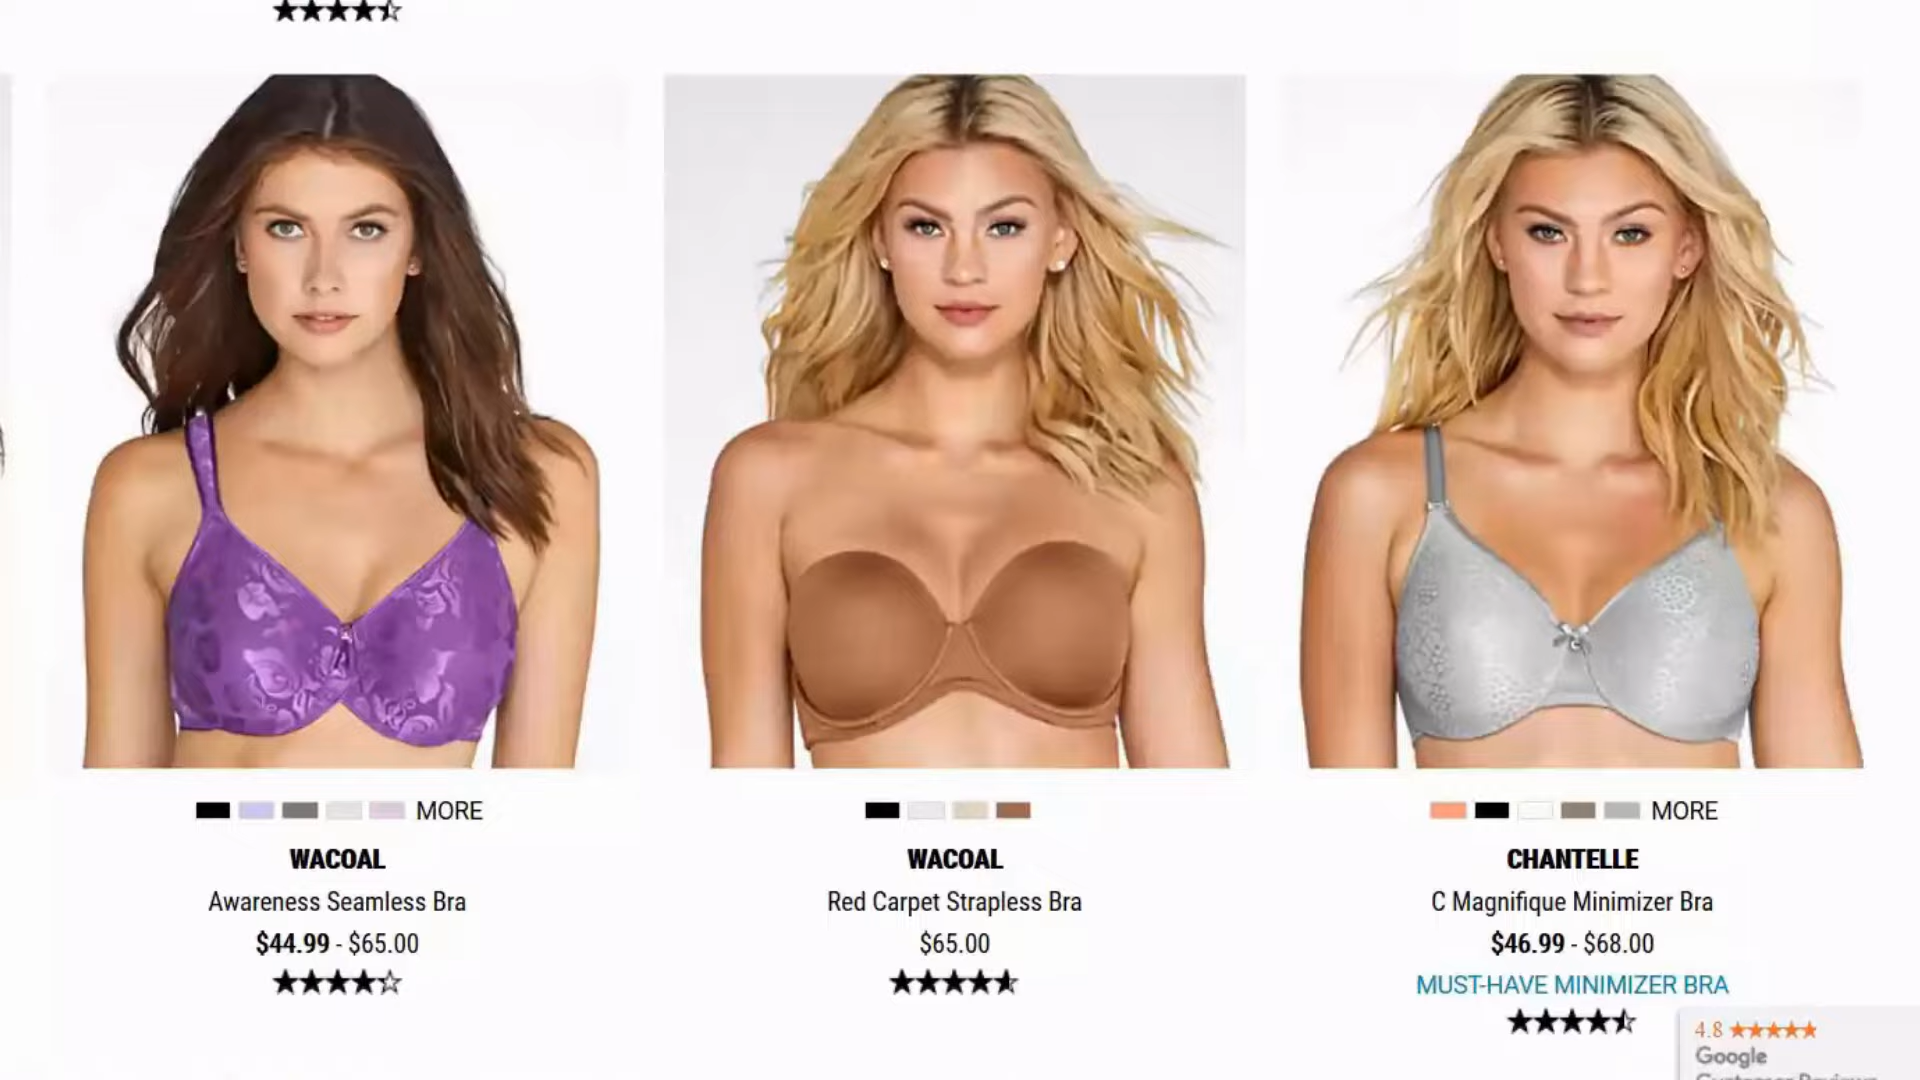 MORE
WACOAL
Awareness Seamless Bra
$44.99 - $65.00
WACOAL
Red Carpet Strapless Bra
$65.00
MORE
CHANTELLE
C Magnifique Minimizer Bra
$46.99 - $68.00
MUST-HAVE MINIMIZER BRA
4.8
Google